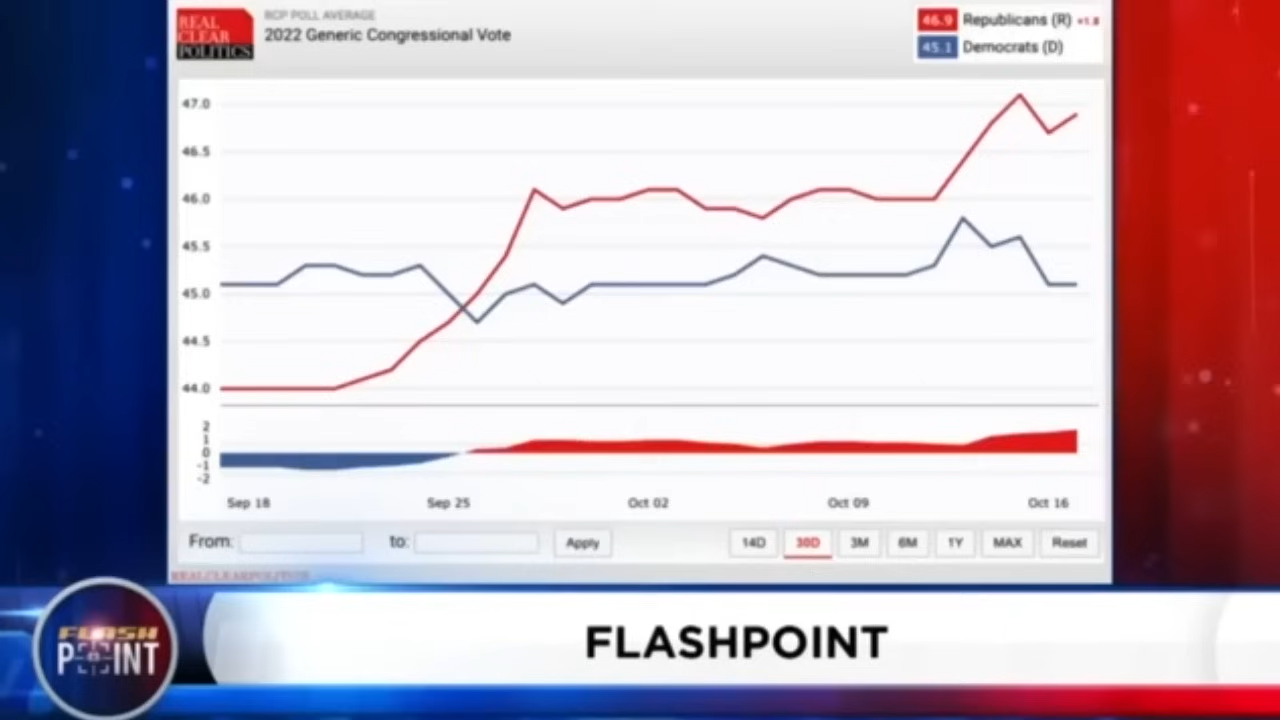 REAL
CLEAR
POLITICS
RCP POLL AVERAGE
2022 Generic Congressional Vote
46.9 Republicans (R) +1.8
45.1 Democrats (D)
47.0
46.5
46.0
45.5
45.0
44.5
44.0
2
1
0
-1
-2
Sep 18 Sep 25 Oct 02 Oct 09 Oct 16
From: to: Apply 14D 30D 3M 6M 1Y MAX Reset
REALCLEARPOLITICS
FLASH
POINT
FLASHPOINT